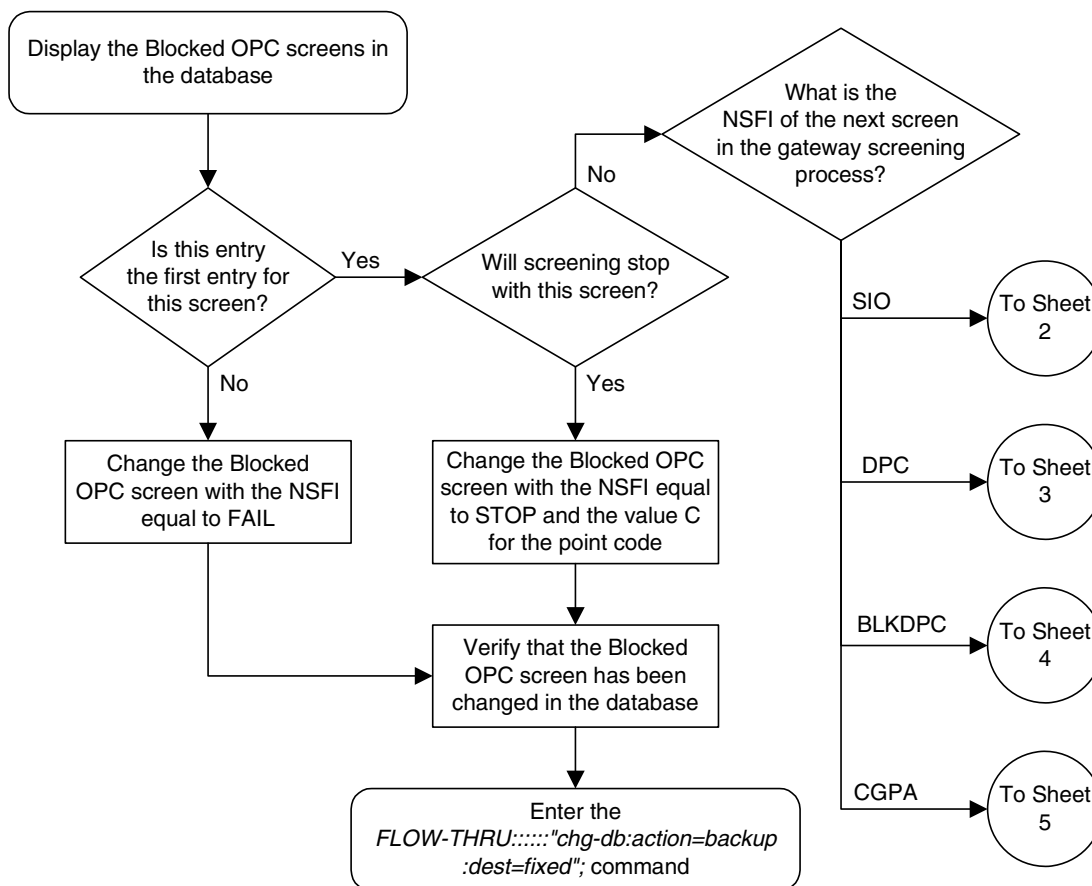 Display the Blocked OPC screens in
the database
Is this entry
the first entry for
this screen?
Yes
No
Will screening stop
with this screen?
No
Yes
What is the
NSFI of the next screen
in the gateway screening
process?
SIO
To Sheet
2
DPC
To Sheet
3
BLKDPC
To Sheet
4
CGPA
To Sheet
5
Change the Blocked
OPC screen with the NSFI
equal to FAIL
Change the Blocked OPC
screen with the NSFI equal
to STOP and the value C
for the point code
Verify that the Blocked
OPC screen has been
changed in the database
Enter the
FLOW-THRU::::::"chg-db:action=backup
:dest=fixed"; command